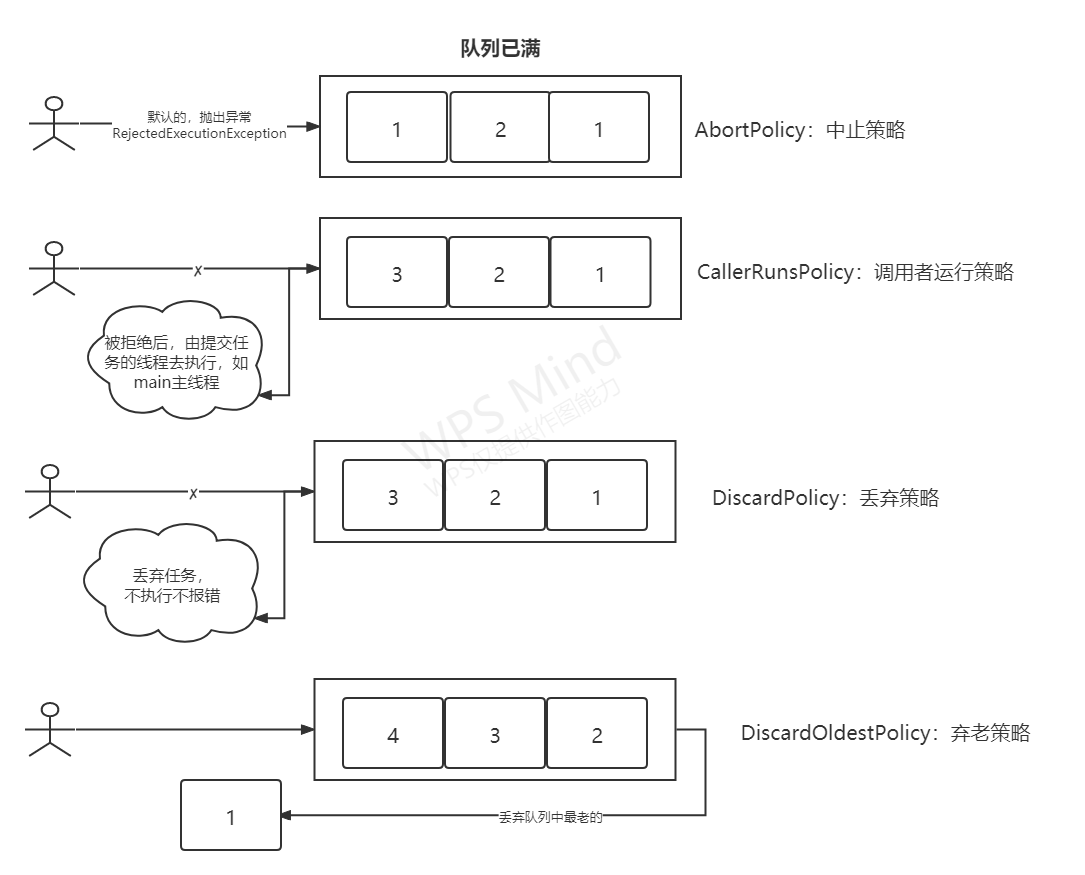 队列已满
默认的，抛出异常
RejectedExecutionException
1
2
1
AbortPolicy：中止策略
x
3
2
1
CallerRunsPolicy：调用者运行策略
被拒绝后，由提交任
务的线程去执行，如
main主线程
WPS Mind
WPS仅提供作图能力
x
3
2
1
DiscardPolicy：丢弃策略
丢弃任务，
不执行不报错
4
3
2
DiscardOldestPolicy：弃老策略
1
丢弃队列中最老的